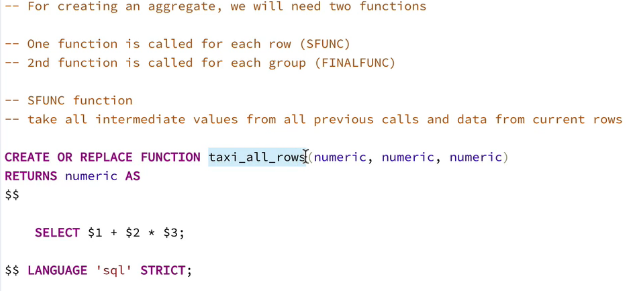 -- For creating an aggregate, we will need two functions
-- One function is called for each row (SFUNC)
-- 2nd function is called for each group (FINALFUNC)
-- SFUNC function
-- take all intermediate values from all previous calls and data from current rows
CREATE OR REPLACE FUNCTION taxi_all_rows(numeric, numeric, numeric)
RETURNS numeric AS
$$
SELECT $1 + $2 * $3;
$$ LANGUAGE 'sql' STRICT;